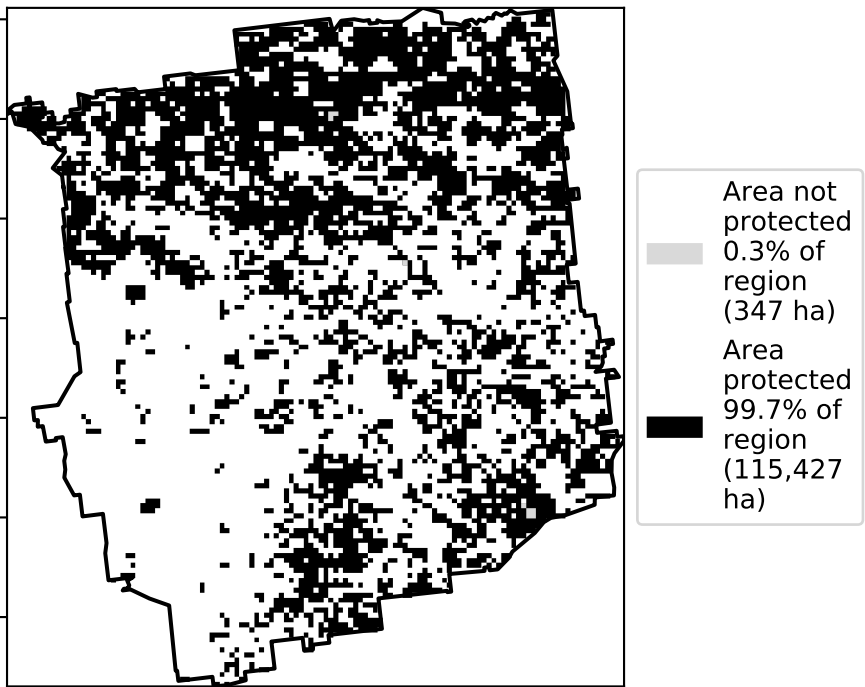 Area not
protected
0.3% of
region
(347 ha)
Area
protected
99.7% of
region
(115,427
ha)